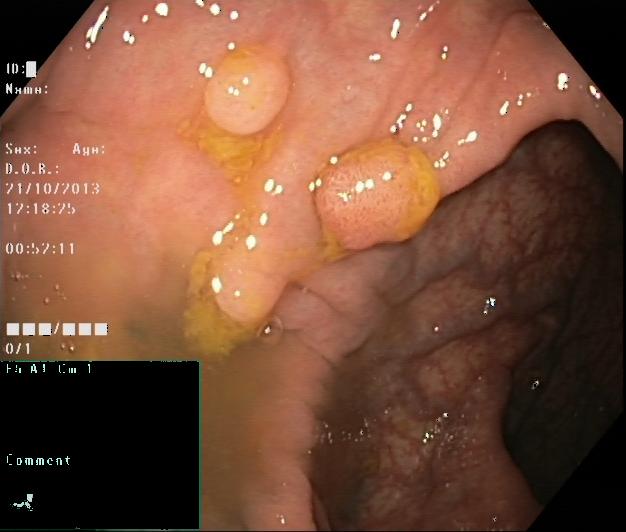 ID:
Name:
Sex: Age:
D.O.B.:
21/10/2013
12:18:25
00:52:11
0/1
Comment